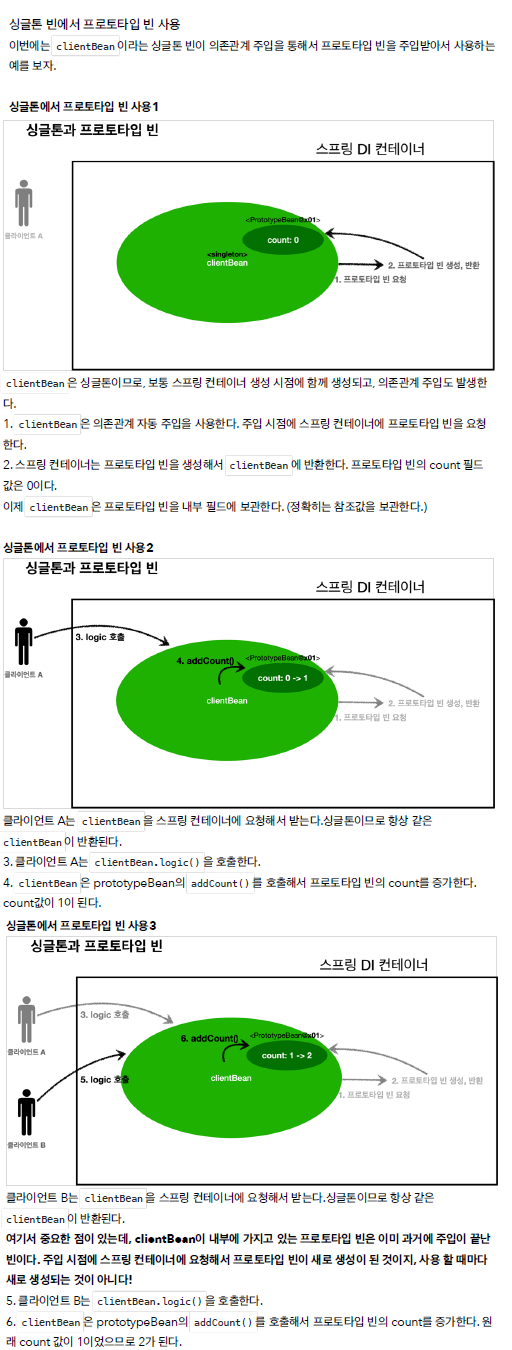 싱글톤 빈에서 프로토타입 빈 사용
이번에는 clientBean 이라는 싱글톤 빈이 의존관계 주입을 통해서 프로토타입 빈을 주입받아서 사용하는
예를 보자.
싱글톤에서 프로토타입 빈 사용1
싱글톤과 프로토타입 빈
스프링 DI 컨테이너
<PrototypeBean@x01>
count: 0
<singleton>
clientBean
클라이언트 A
2. 프로토타입 빈 생성, 반환
1. 프로토타입 빈 요청
clientBean 은 싱글톤이므로, 보통 스프링 컨테이너 생성 시점에 함께 생성되고, 의존관계 주입도 발생한
다.
1. clientBean 은 의존관계 자동 주입을 사용한다. 주입 시점에 스프링 컨테이너에 프로토타입 빈을 요청
한다.
2. 스프링 컨테이너는 프로토타입 빈을 생성해서 clientBean 에 반환한다. 프로토타입 빈의 count 필드
값은 0이다.
이제 clientBean 은 프로토타입 빈을 내부 필드에 보관한다. (정확히는 참조값을 보관한다.)
싱글톤에서 프로토타입 빈 사용2
싱글톤과 프로토타입 빈
스프링 DI 컨테이너
3. logic 호출
4. addCount()
<PrototypeBean@x01>
count: 0 -> 1
clientBean
클라이언트 A
2. 프로토타입 빈 생성, 반환
1. 프로토타입 빈 요청
클라이언트 A는 clientBean 을 스프링 컨테이너에 요청해서 받는다.싱글톤이므로 항상 같은
clientBean 이 반환된다.
3. 클라이언트 A는 clientBean.logic() 을 호출한다.
4. clientBean 은 prototypeBean의 addCount() 를 호출해서 프로토타입 빈의 count를 증가한다.
count값이 1이 된다.
싱글톤에서 프로토타입 빈 사용3
싱글톤과 프로토타입 빈
스프링 DI 컨테이너
3. logic 호출
6. addCount()
<PrototypeBean@x01>
count: 1 -> 2
클라이언트 A
5. logic 호출
clientBean
2. 프로토타입 빈 생성, 반환
1. 프로토타입 빈 요청
클라이언트 B
클라이언트 B는 clientBean 을 스프링 컨테이너에 요청해서 받는다.싱글톤이므로 항상 같은
clientBean 이 반환된다.
여기서 중요한 점이 있는데, clientBean이 내부에 가지고 있는 프로토타입 빈은 이미 과거에 주입이 끝난
빈이다. 주입 시점에 스프링 컨테이너에 요청해서 프로토타입 빈이 새로 생성이 된 것이지, 사용 할 때마다
새로 생성되는 것이 아니다!
5. 클라이언트 B는 clientBean.logic() 을 호출한다.
6. clientBean 은 prototypeBean의 addCount() 를 호출해서 프로토타입 빈의 count를 증가한다. 원
래 count 값이 1이었으므로 2가 된다.